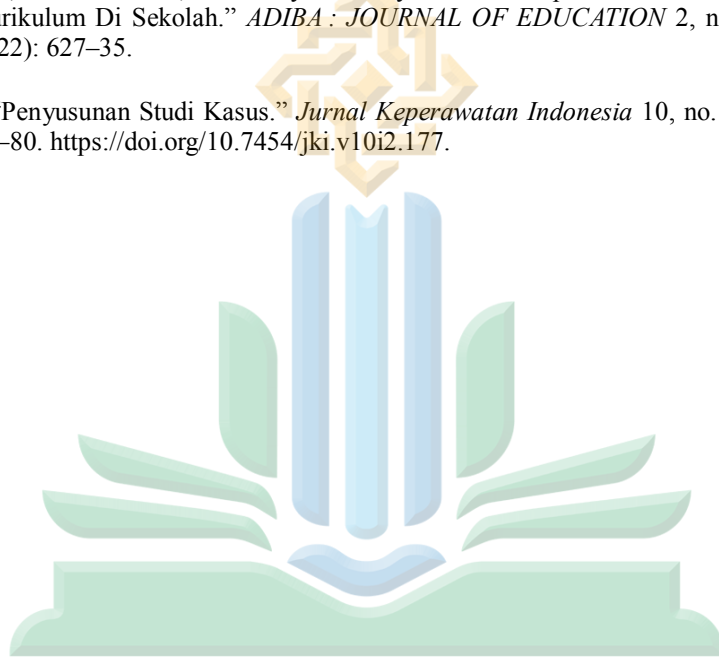 urikulum Di Sekolah.” ADIBA : JOURNAL OF EDUCATION 2, n
22): 627–35.
“Penyusunan Studi Kasus.” Jurnal Keperawatan Indonesia 10, no.
–80. https://doi.org/10.7454/jki.v10i2.177.